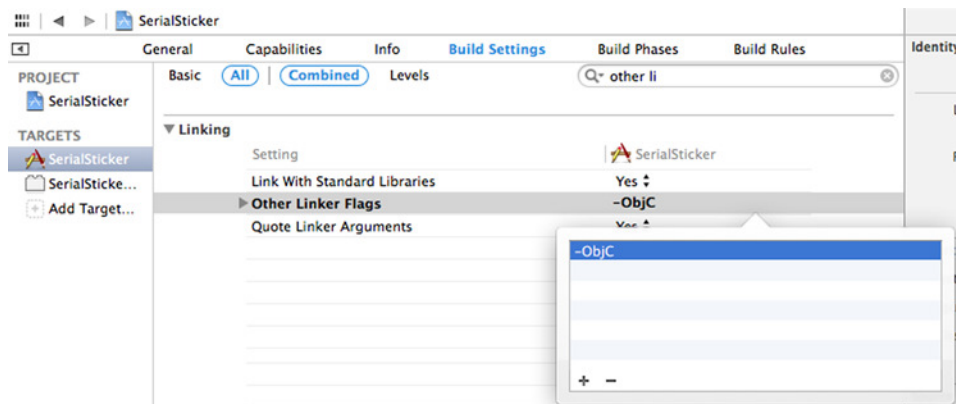 SerialSticker
General Capabilities Info Build Settings Build Phases Build Rules Identity
PROJECT Basic All Combined Levels other li
SerialSticker
TARGETS Linking
SerialSticker Setting SerialSticker
SerialSticke... Link With Standard Libraries Yes
Add Target... Other Linker Flags -ObjC
Quote Linker Arguments Yes
-ObjC
+ −